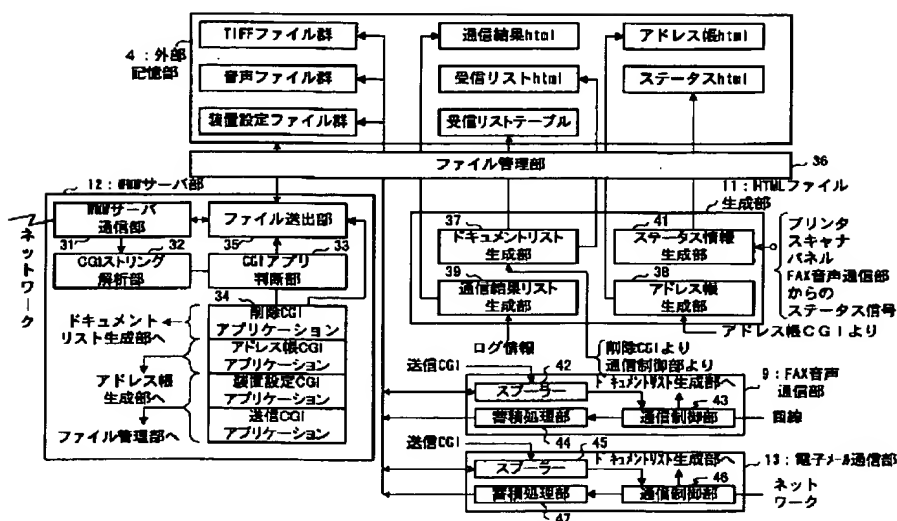 4：外部
記憶部
TIFFファイル群
音声ファイル群
装置設定ファイル群
通信結果html
受信リストhtml
受信リストテーブル
アドレス帳html
ステータスhtml
ファイル管理部
36
12：WWWサーバ部
ネットワーク
WWWサーバ
通信部
31
32
CGIストリング
解析部
ファイル送出部
35
33
CGIアプリ
判断部
34
削除CGI
アプリケーション
アドレス帳CGI
アプリケーション
装置設定CGI
アプリケーション
送信CGI
アプリケーション
ドキュメント
リスト生成部へ
アドレス帳
生成部へ
ファイル管理部へ
11：HTMLファイル
生成部
37
ドキュメントリスト
生成部
39
通信結果リスト
生成部
41
ステータス情報
生成部
38
アドレス帳
生成部
プリンタ
スキャナ
パネル
FAX音声通信部
からの
ステータス信号
アドレス帳CGIより
ログ情報
削除CGIより
通信制御部より
送信CGI
42
スプーラー
ドキュメントリスト生成部へ
43
蓄積処理部
通信制御部
44
9：FAX音声
通信部
回線
送信CGI
45
スプーラー
ドキュメントリスト生成部へ
46
蓄積処理部
通信制御部
47
13：電子メール通信部
ネット
ワーク